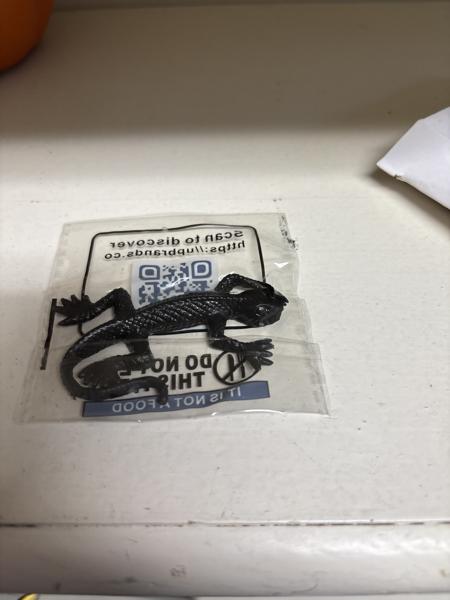 Scan to discover
https://upbrands.co
DO NOT
THIS
IT IS NOT A FOOD